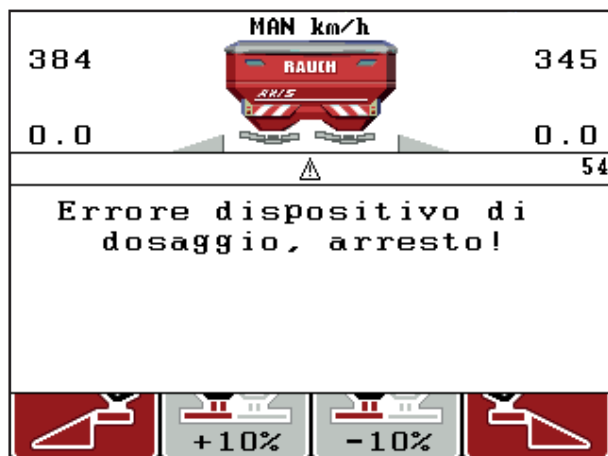 MAN km/h
384
RAUCH
345
AXIS
0.0
0.0
54
Errore dispositivo di
dosaggio, arresto!
+10%
-10%